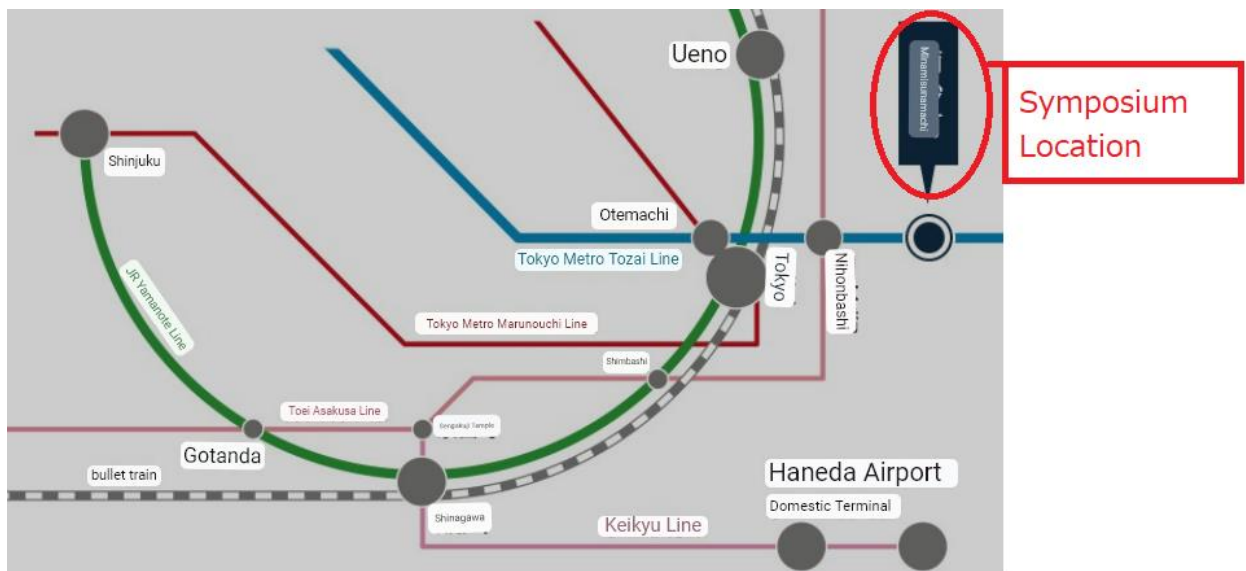 Ueno
Minamisunamachi
Symposium
Location
Shinjuku
Otemachi
Tokyo Metro Tozai Line
Tokyo
Nihonbashi
JR Yamanote Line
Tokyo Metro Marunouchi Line
Shimbashi
Toei Asakusa Line
Sengakuji Temple
Gotanda
bullet train
Shinagawa
Haneda Airport
Domestic Terminal
Keikyu Line